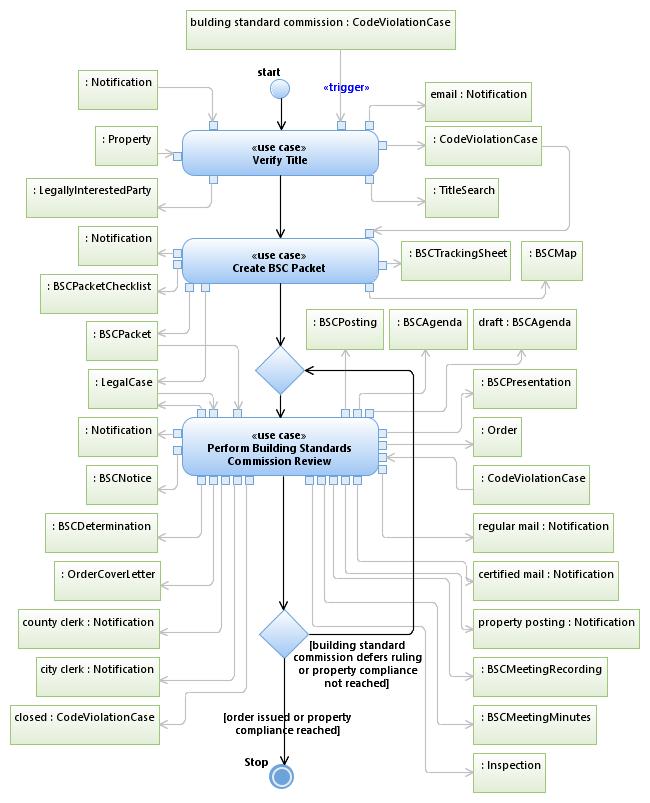 bulding standard commission : CodeViolationCase
start
«trigger»
: Notification
email : Notification
: Property
«use case»
Verify Title
: CodeViolationCase
: LegallyInterestedParty
: TitleSearch
: Notification
«use case»
Create BSC Packet
: BSCTrackingSheet
: BSCMap
: BSCPacketChecklist
: BSCPacket
: BSCPosting
: BSCAgenda
draft : BSCAgenda
: LegalCase
: BSCPresentation
: Notification
«use case»
Perform Building Standards
Commission Review
: Order
: BSCNotice
: CodeViolationCase
: BSCDetermination
regular mail : Notification
: OrderCoverLetter
certified mail : Notification
county clerk : Notification
property posting : Notification
[building standard
commission defers ruling
or property compliance
not reached]
city clerk : Notification
: BSCMeetingRecording
closed : CodeViolationCase
[order issued or property
compliance reached]
: BSCMeetingMinutes
Stop
: Inspection